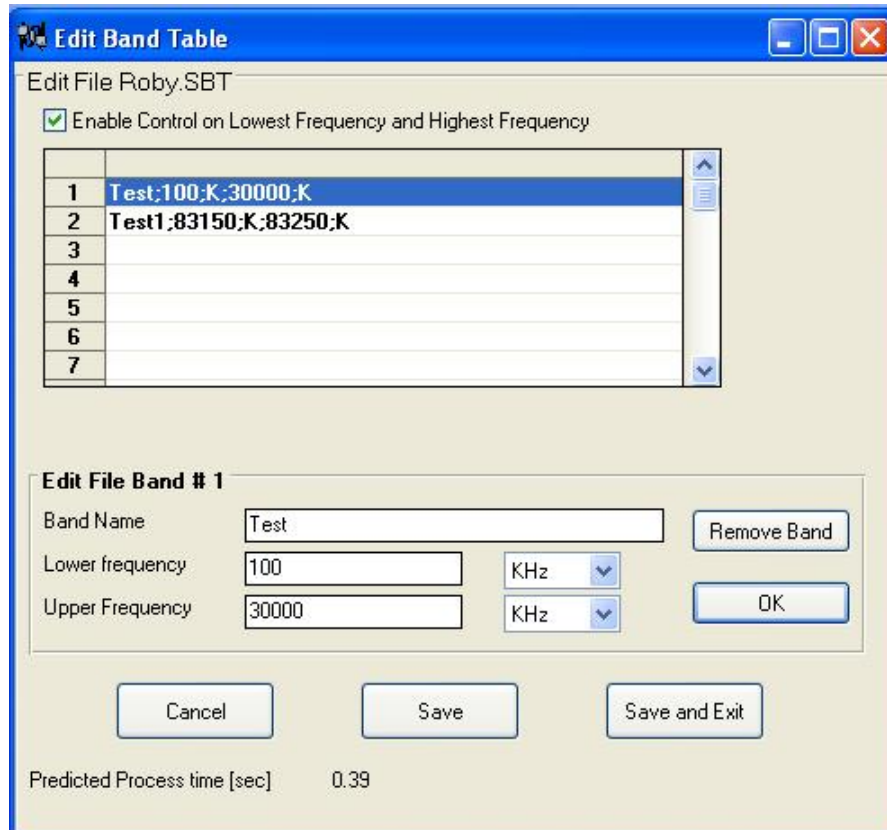 Edit Band Table
Edit File Roby.SBT
Enable Control on Lowest Frequency and Highest Frequency
1 Test;100;K;30000;K
2 Test1;83150;K;83250;K
3
4
5
6
7
Edit File Band # 1
Band Name Test Remove Band
Lower frequency 100 KHz
Upper Frequency 30000 KHz OK
Cancel Save Save and Exit
Predicted Process time [sec] 0.39